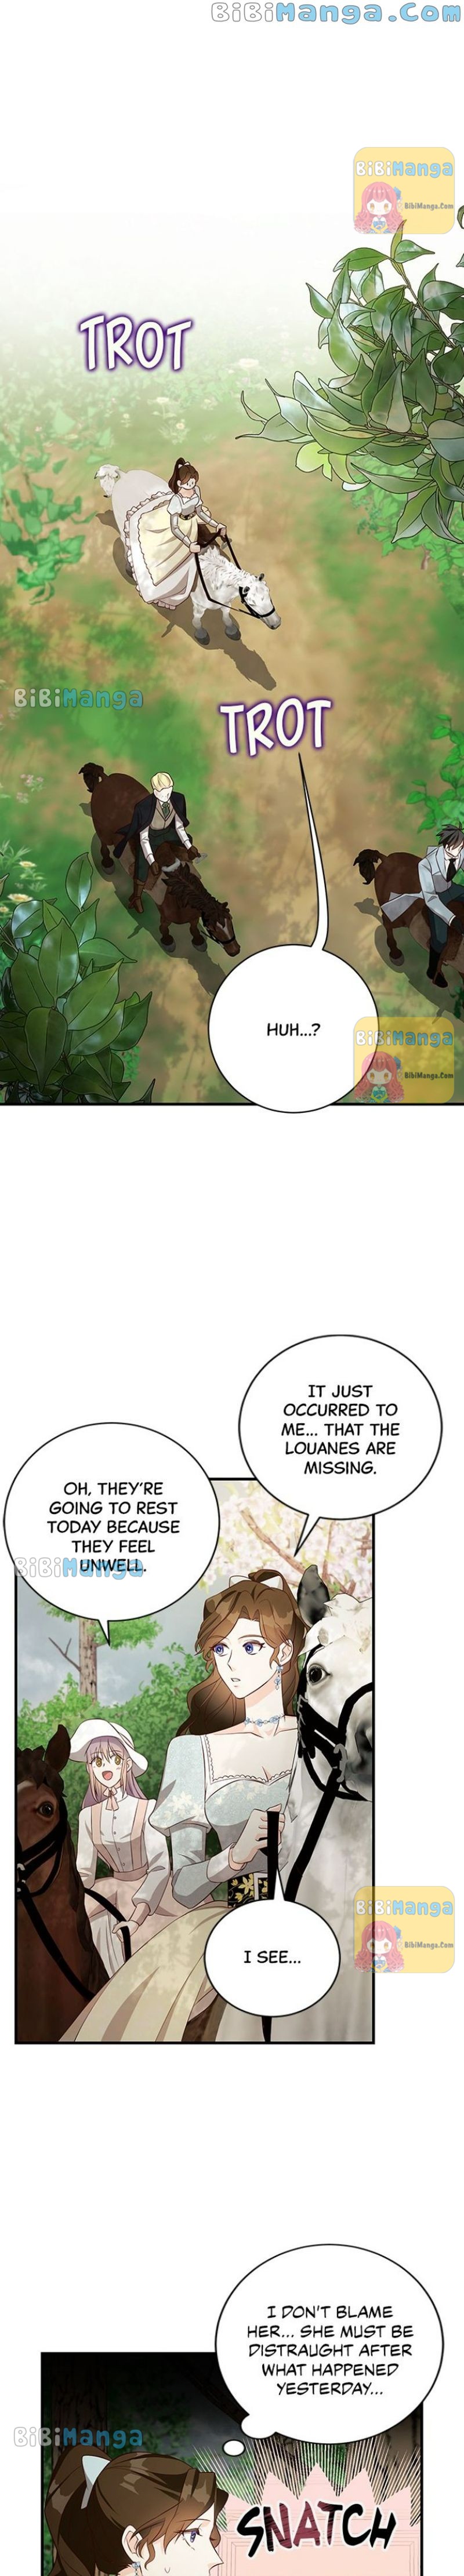 BiBiManga.Com
BiBiManga
BibiManga.Com
TROT
BiBiManga
TROT
HUH...?
BiBiManga
BibiManga.Com
IT JUST
OCCURRED TO
ME... THAT THE
LOUANES ARE
MISSING.
OH, THEY'RE
GOING TO REST
TODAY BECAUSE
THEY FEEL
UNWELL.
BiBiManga
BiBiManga
BibiManga.Com
I SEE...
I DON'T BLAME
HER... SHE MUST BE
DISTRAUGHT AFTER
WHAT HAPPENED
YESTERDAY...
BiBiManga
SNATCH